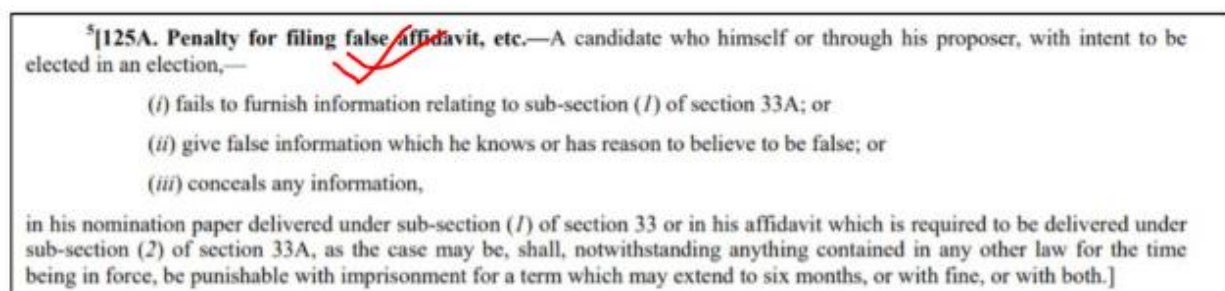 5[125A. Penalty for filing false affidavit, etc.—A candidate who himself or through his proposer, with intent to be
elected in an election,—
(i) fails to furnish information relating to sub-section (1) of section 33A; or
(ii) give false information which he knows or has reason to believe to be false; or
(iii) conceals any information,
in his nomination paper delivered under sub-section (1) of section 33 or in his affidavit which is required to be delivered under
sub-section (2) of section 33A, as the case may be, shall, notwithstanding anything contained in any other law for the time
being in force, be punishable with imprisonment for a term which may extend to six months, or with fine, or with both.]